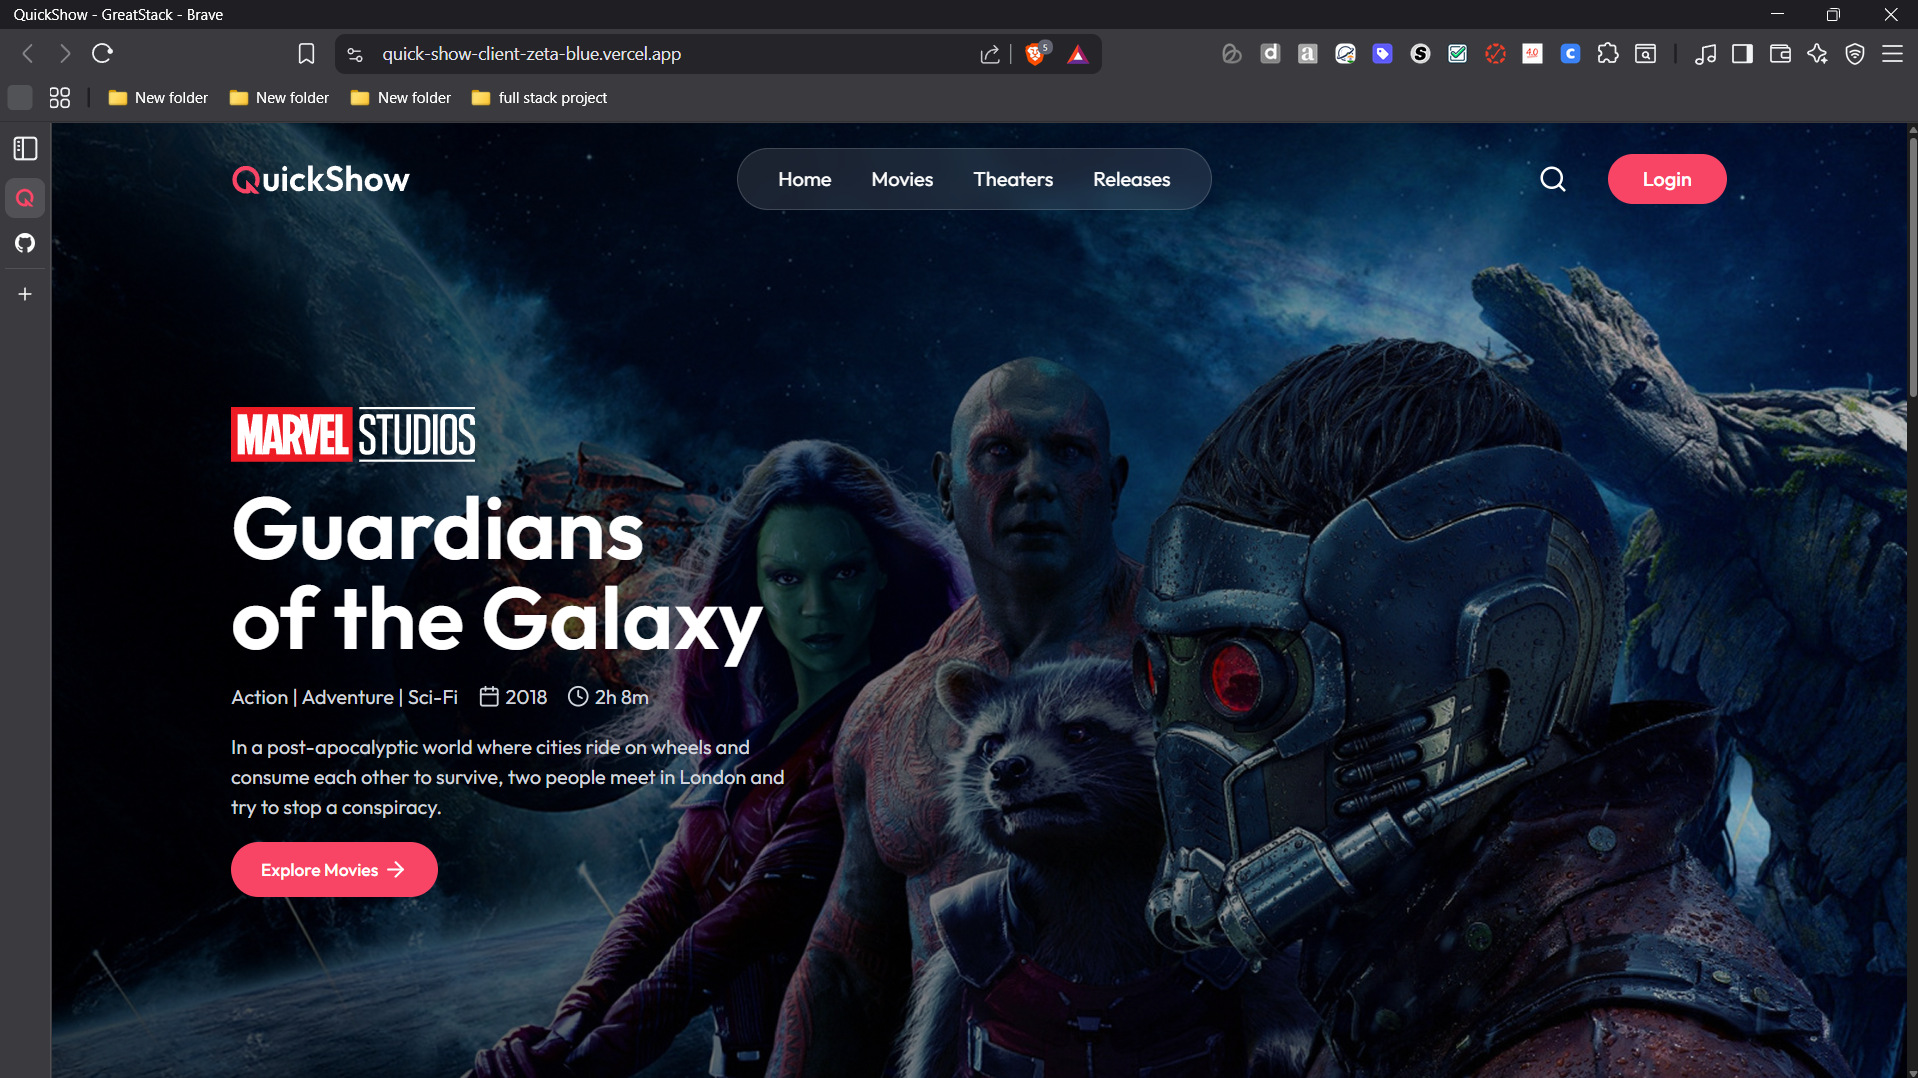 QuickShow - GreatStack - Brave
quick-show-client-zeta-blue.vercel.app
5
d
a
S
4.0
C
New folder
New folder
New folder
full stack project
QuickShow
Home
Movies
Theaters
Releases
Login
MARVEL STUDIOS
Guardians
of the Galaxy
Action | Adventure | Sci-Fi 2018 2h 8m
In a post-apocalyptic world where cities ride on wheels and
consume each other to survive, two people meet in London and
try to stop a conspiracy.
Explore Movies →